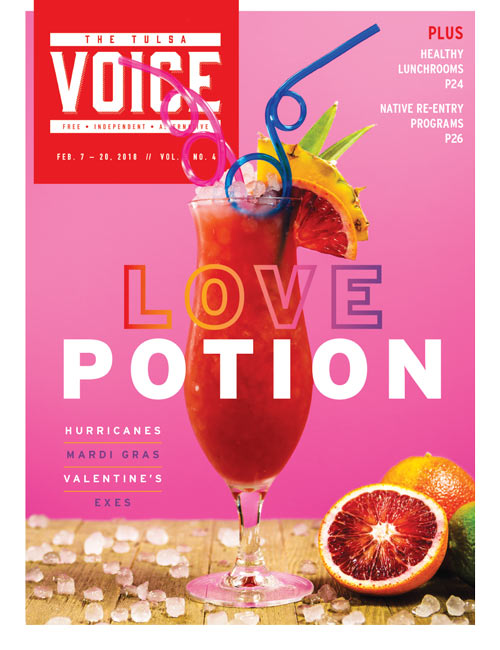 THE TULSA
VOICE
FREE • INDEPENDENT • ALTERNATIVE
FEB. 7 – 20, 2018 // VOL. NO. 4
PLUS
HEALTHY
LUNCHROOMS
P24
NATIVE RE-ENTRY
PROGRAMS
P26
LOVE
POTION
HURRICANES
MARDI GRAS
VALENTINE'S
EXES